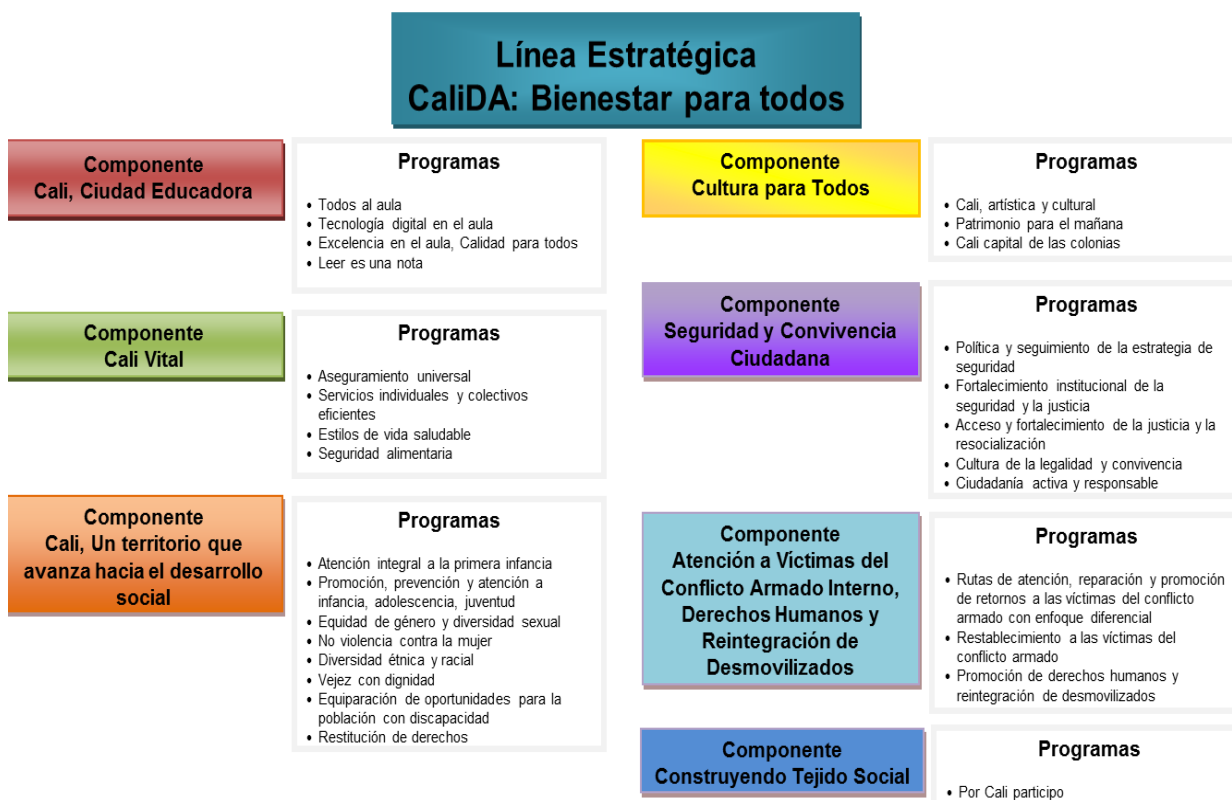 Línea Estratégica
CaliDA: Bienestar para todos
Componente
Cali, Ciudad Educadora
Programas
• Todos al aula
• Tecnología digital en el aula
• Excelencia en el aula, Calidad para todos
• Leer es una nota
Componente
Cali Vital
Programas
• Aseguramiento universal
• Servicios individuales y colectivos
eficientes
• Estilos de vida saludable
• Seguridad alimentaria
Componente
Cali, Un territorio que
avanza hacia el desarrollo
social
Programas
• Atención integral a la primera infancia
• Promoción, prevención y atención a
infancia, adolescencia, juventud
• Equidad de género y diversidad sexual
• No violencia contra la mujer
• Diversidad étnica y racial
• Vejez con dignidad
• Equiparación de oportunidades para la
población con discapacidad
• Restitución de derechos
Componente
Cultura para Todos
Programas
• Cali, artística y cultural
• Patrimonio para el mañana
• Cali capital de las colonias
Componente
Seguridad y Convivencia
Ciudadana
Programas
• Política y seguimiento de la estrategia de
seguridad
• Fortalecimiento institucional de la
seguridad y la justicia
• Acceso y fortalecimiento de la justicia y la
resocialización
• Cultura de la legalidad y convivencia
• Ciudadanía activa y responsable
Componente
Atención a Víctimas del
Conflicto Armado Interno,
Derechos Humanos y
Reintegración de
Desmovilizados
Programas
• Rutas de atención, reparación y promoción
de retornos a las víctimas del conflicto
armado con enfoque diferencial
• Restablecimiento a las víctimas del
conflicto armado
• Promoción de derechos humanos y
reintegración de desmovilizados
Componente
Construyendo Tejido Social
Programas
• Por Cali participo